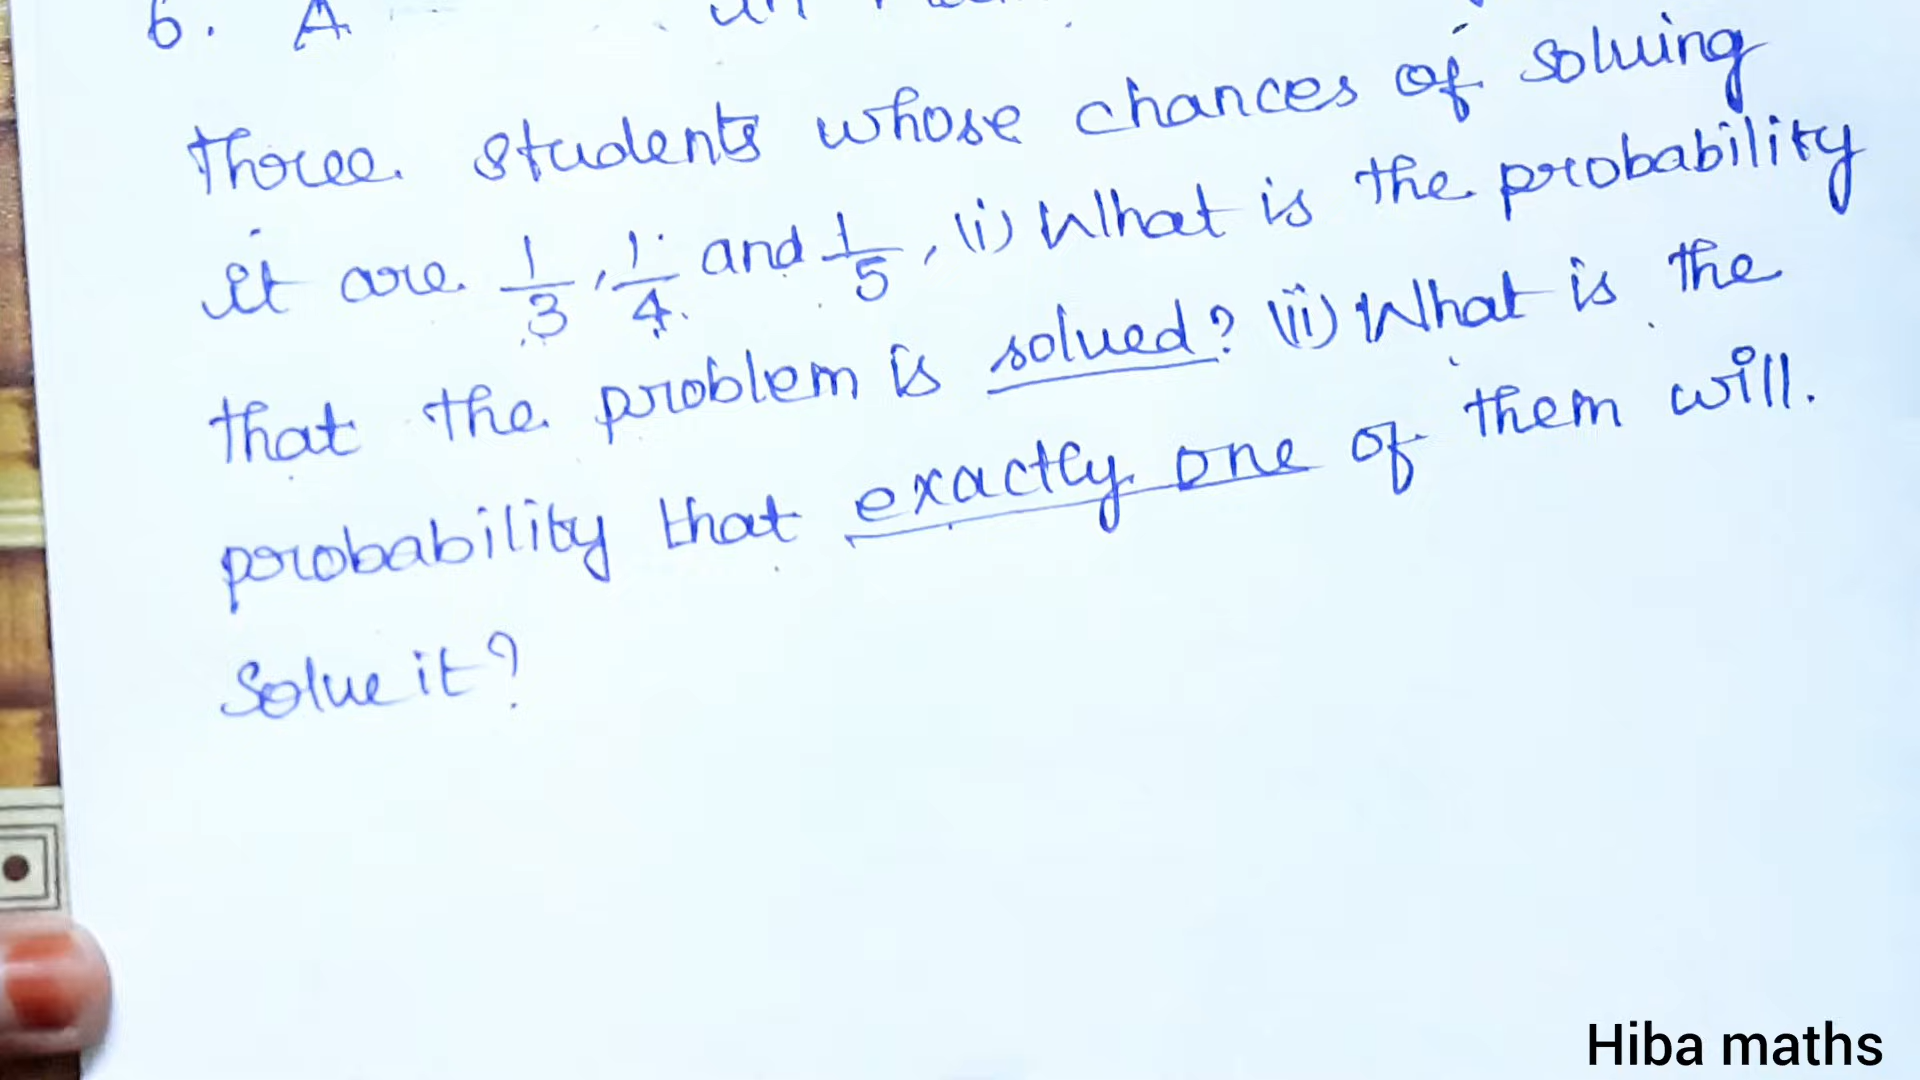 6. A
three students whose chances of solving
it are 1/3, 1/4 and 1/5, (i) What is the probability
that the problem is solved? (ii) What is the
probability that exactly one of them will
Solve it?
Hiba maths